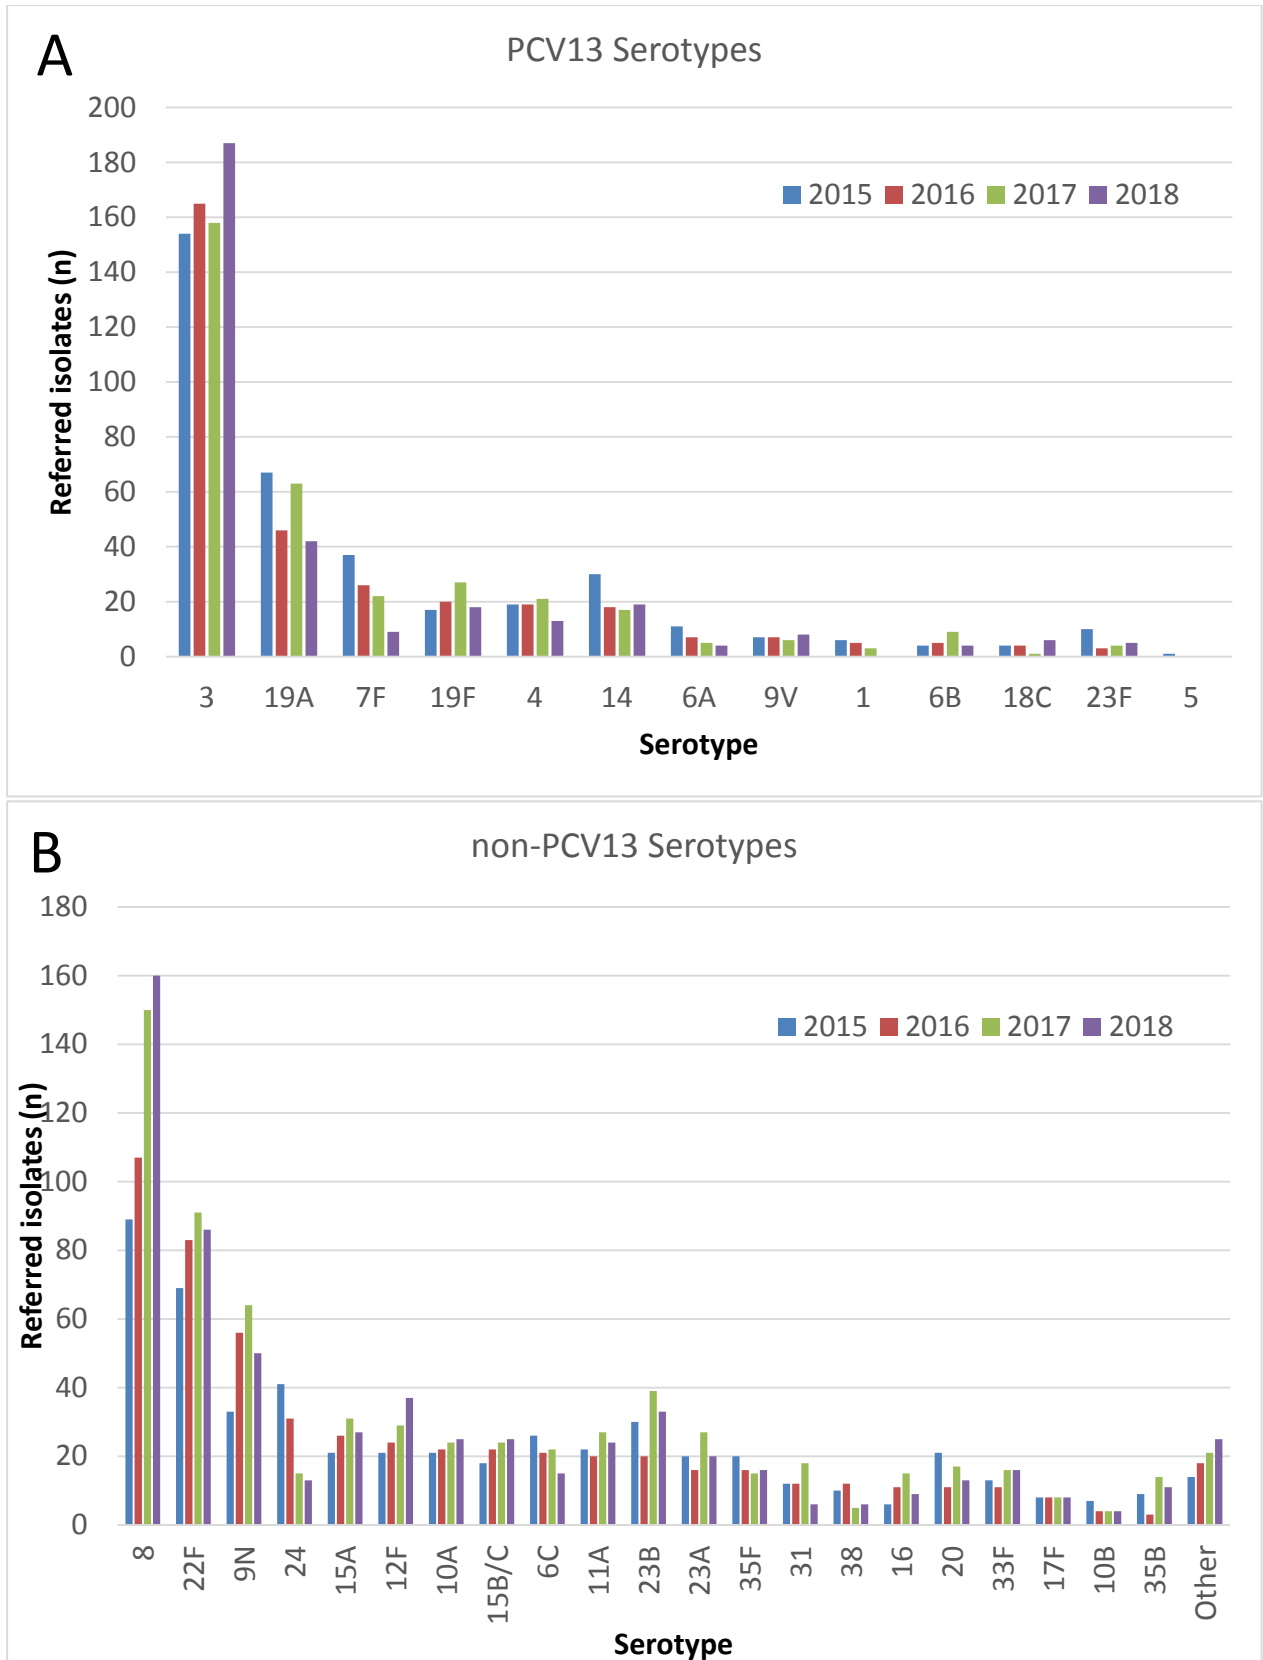 A
PCV13 Serotypes
200
180
160
140
120
100
80
60
40
20
0
Referred isolates (n)
2015 2016 2017 2018
3 19A 7F 19F 4 14 6A 9V 1 6B 18C 23F 5
Serotype
B
non-PCV13 Serotypes
180
160
140
120
100
80
60
40
20
0
Referred isolates (n)
2015 2016 2017 2018
8 22F 9N 24 15A 12F 10A 15B/C 6C 11A 23B 23A 35F 31 38 16 20 33F 17F 10B 35B Other
Serotype